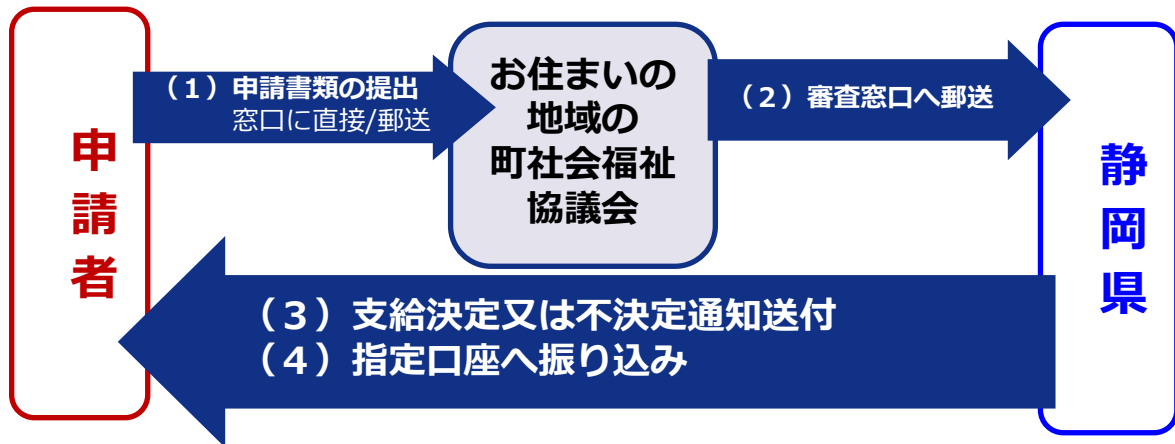 申請者
(1)申請書類の提出
窓口に直接/郵送
お住まいの
地域の
町社会福祉
協議会
(2)審査窓口へ郵送
静岡県
(3)支給決定又は不決定通知送付
(4)指定口座へ振り込み